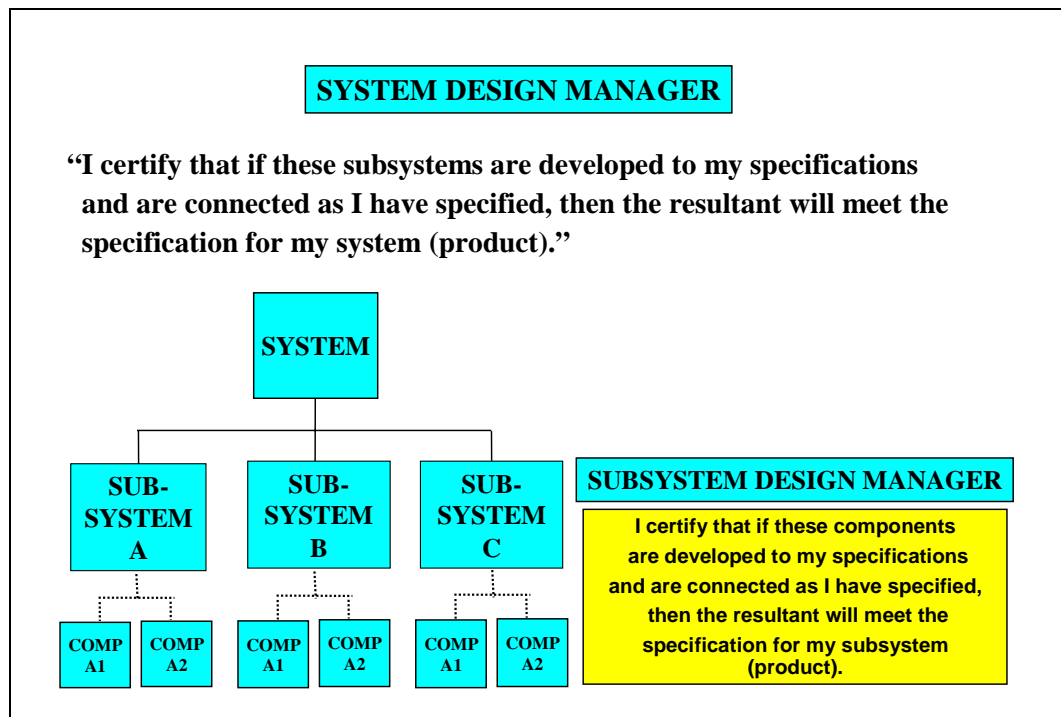 SYSTEM DESIGN MANAGER
“I certify that if these subsystems are developed to my specifications
and are connected as I have specified, then the resultant will meet the
specification for my system (product).”
SYSTEM
SUB-
SYSTEM
A
SUB-
SYSTEM
B
SUB-
SYSTEM
C
SUBSYSTEM DESIGN MANAGER
I certify that if these components
are developed to my specifications
and are connected as I have specified,
then the resultant will meet the
specification for my subsystem
(product).
COMP
A1
COMP
A2
COMP
A1
COMP
A2
COMP
A1
COMP
A2